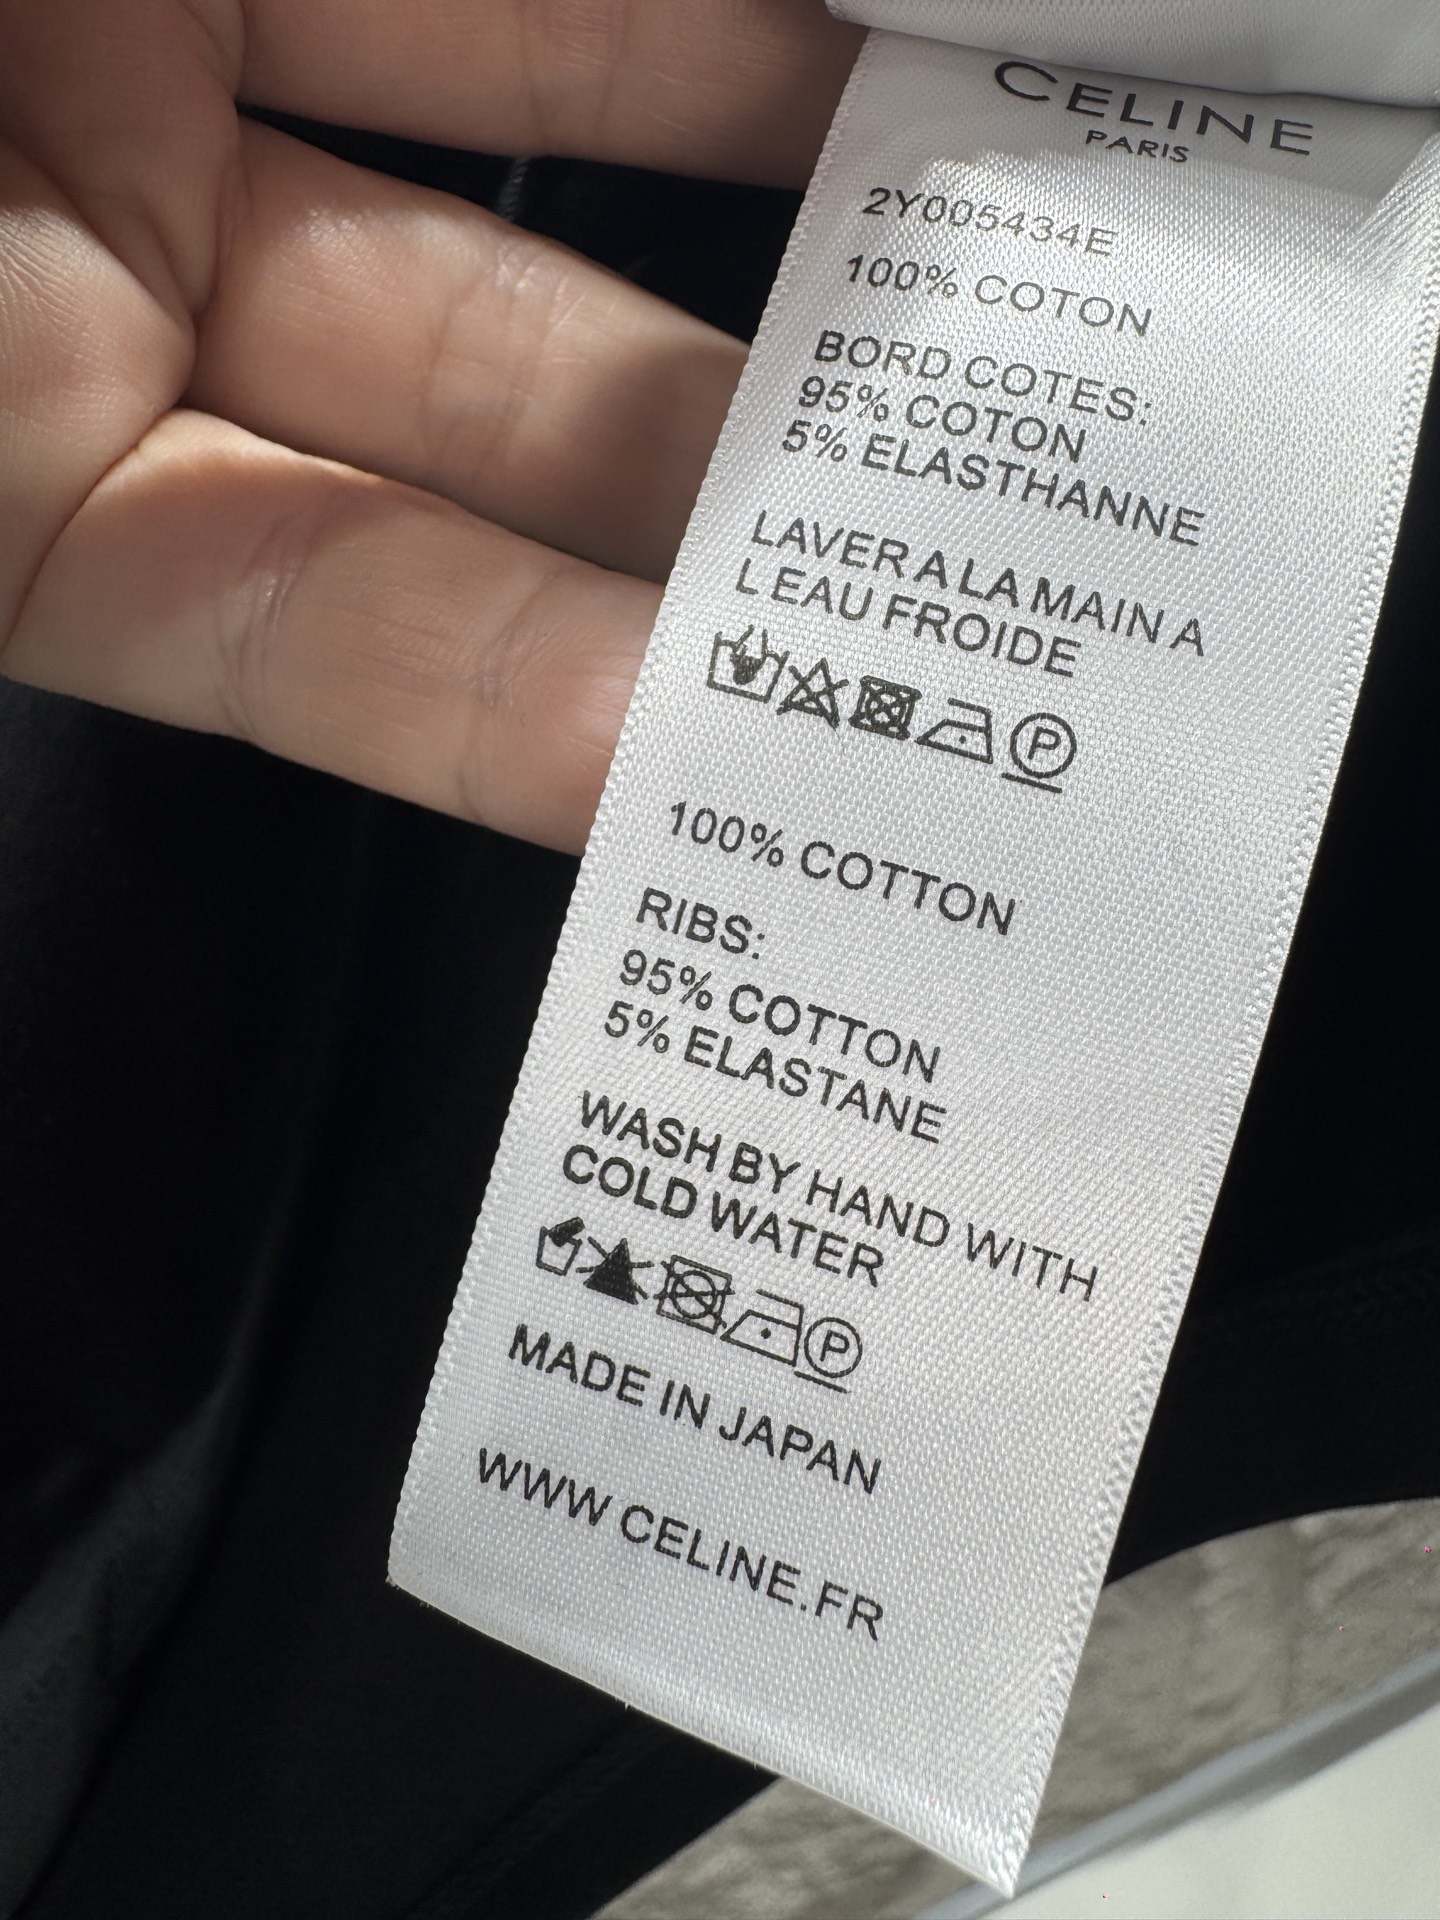 CELINE
PARIS
2Y005434E
100% COTON
BORD COTES:
95% COTON
5% ELASTHANNE
LAVER A LA MAIN A
L EAU FROIDE
P
100% COTTON
RIBS:
95% COTTON
5% ELASTANE
WASH BY HAND WITH
COLD WATER
P
MADE IN JAPAN
WWW CELINE.FR